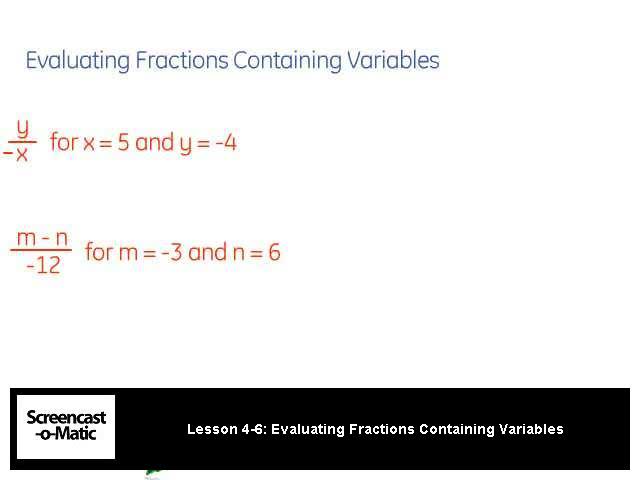 Evaluating Fractions Containing Variables
y
-x for x = 5 and y = -4
m - n
-12 for m = -3 and n = 6
Screencast
-o-Matic
Lesson 4-6: Evaluating Fractions Containing Variables